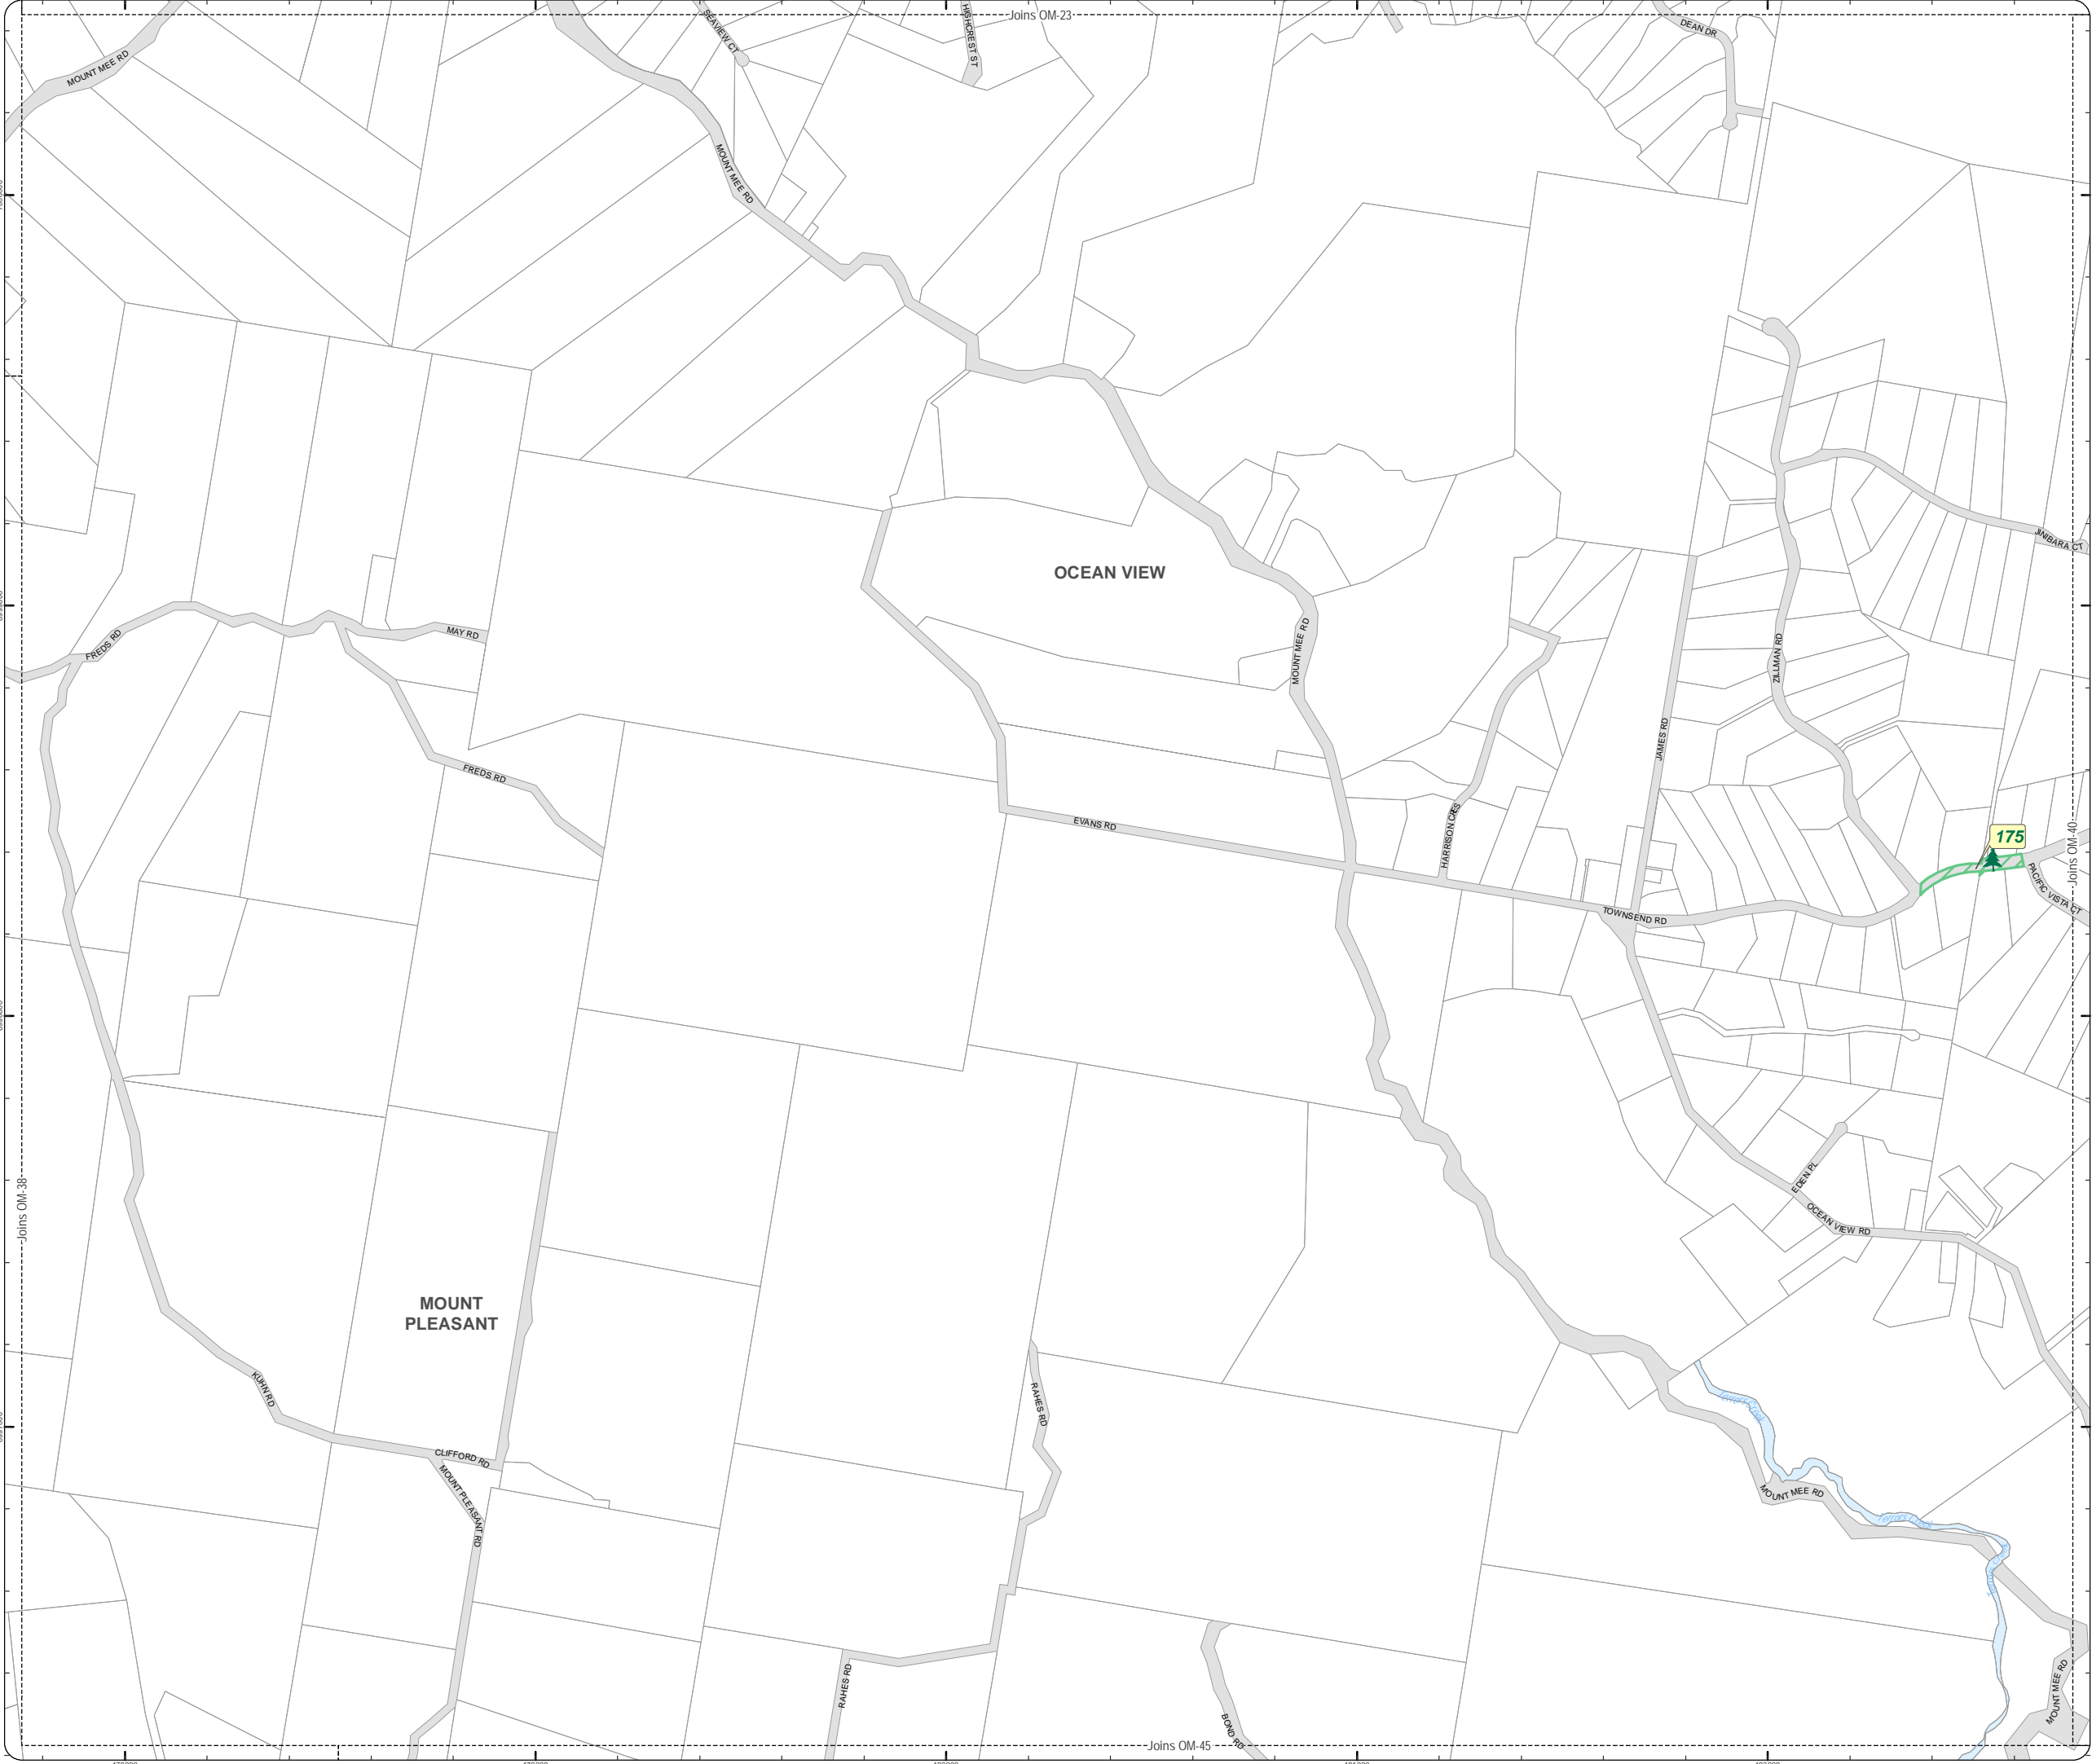 Joins OM-23
HIGHCREST ST
SEAVIEW CT
DEAN DR
MOUNT MEE RD
MOUNT MEE RD
JINIBARA CT
OCEAN VIEW
MOUNT MEE RD
MAY RD
FREDS RD
ZILLMAN RD
JAMES RD
FREDS RD
EVANS RD
HARRISON CRES
175
Joins OM-40
PACIFIC VISTA CT
TOWNSEND RD
EDEN PL
OCEAN VIEW RD
Joins OM-38
MOUNT
PLEASANT
KUHN RD
RAHES RD
CLIFFORD RD
MOUNT PLEASANT RD
MOUNT MEE RD
RAHES RD
BOND RD
MOUNT MEE RD
Joins OM-45